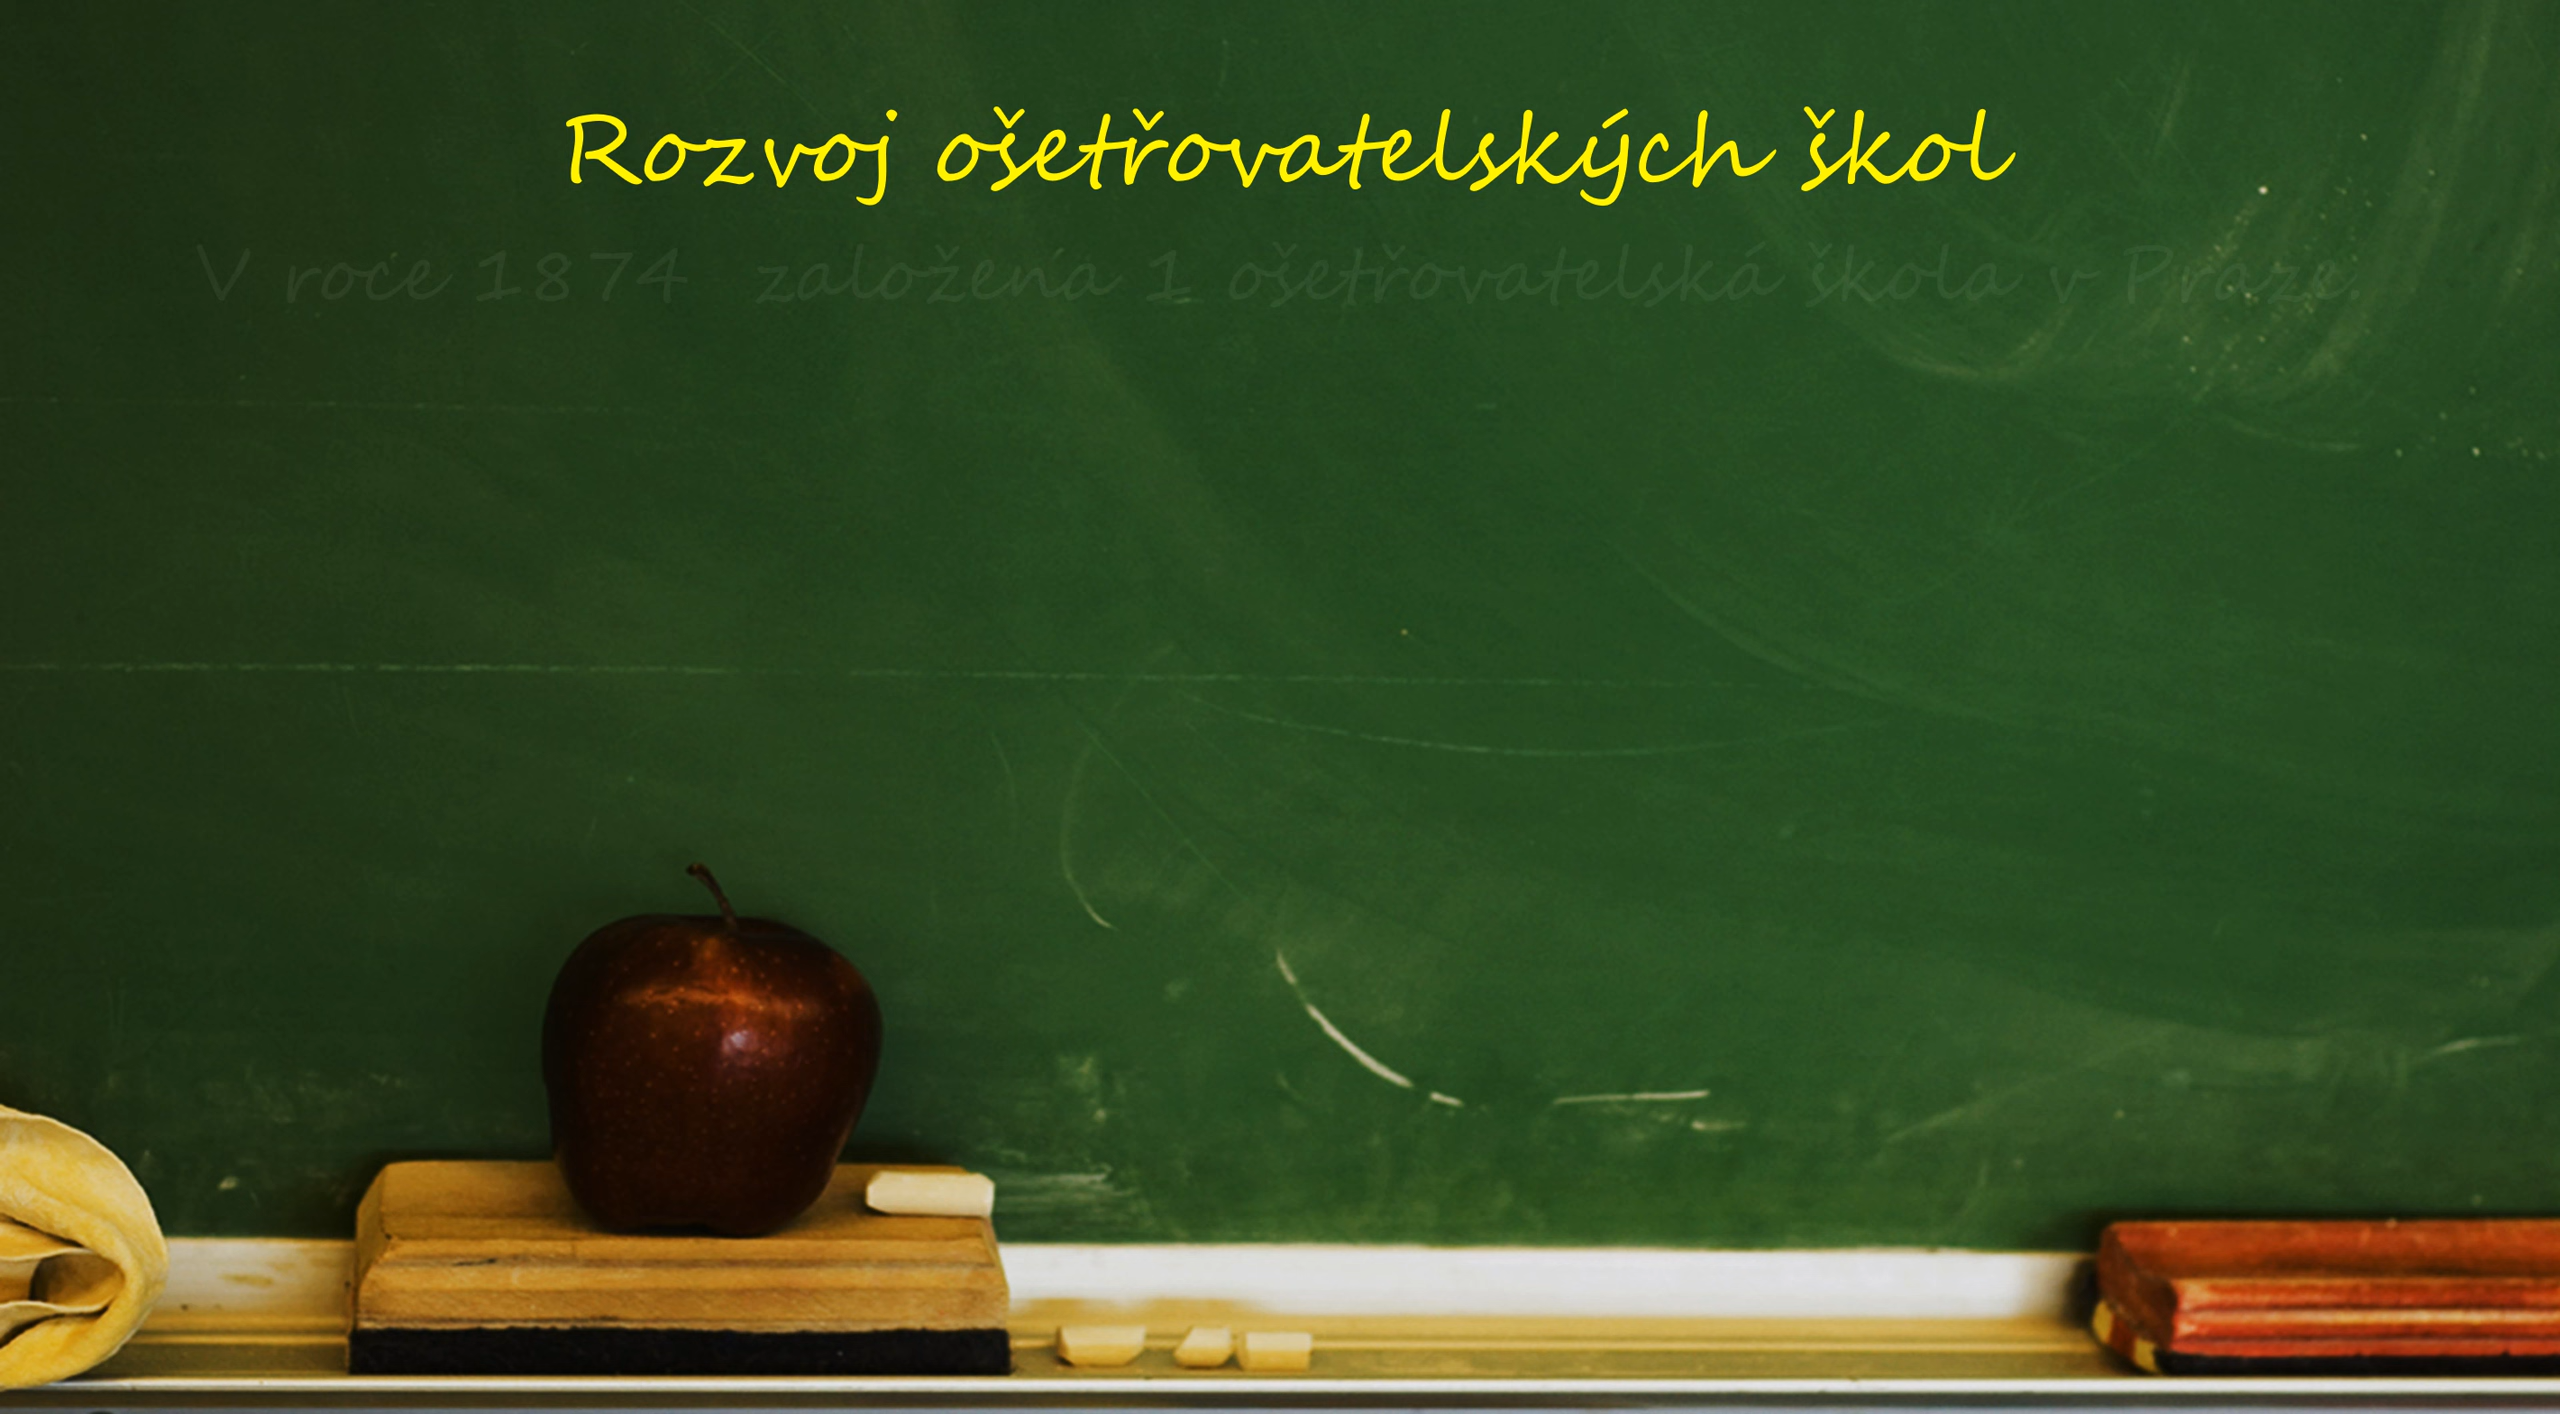 Rozvoj ošetřovatelských škol
V roce 1874 založena 1 ošetřovatelská škola v Praze.